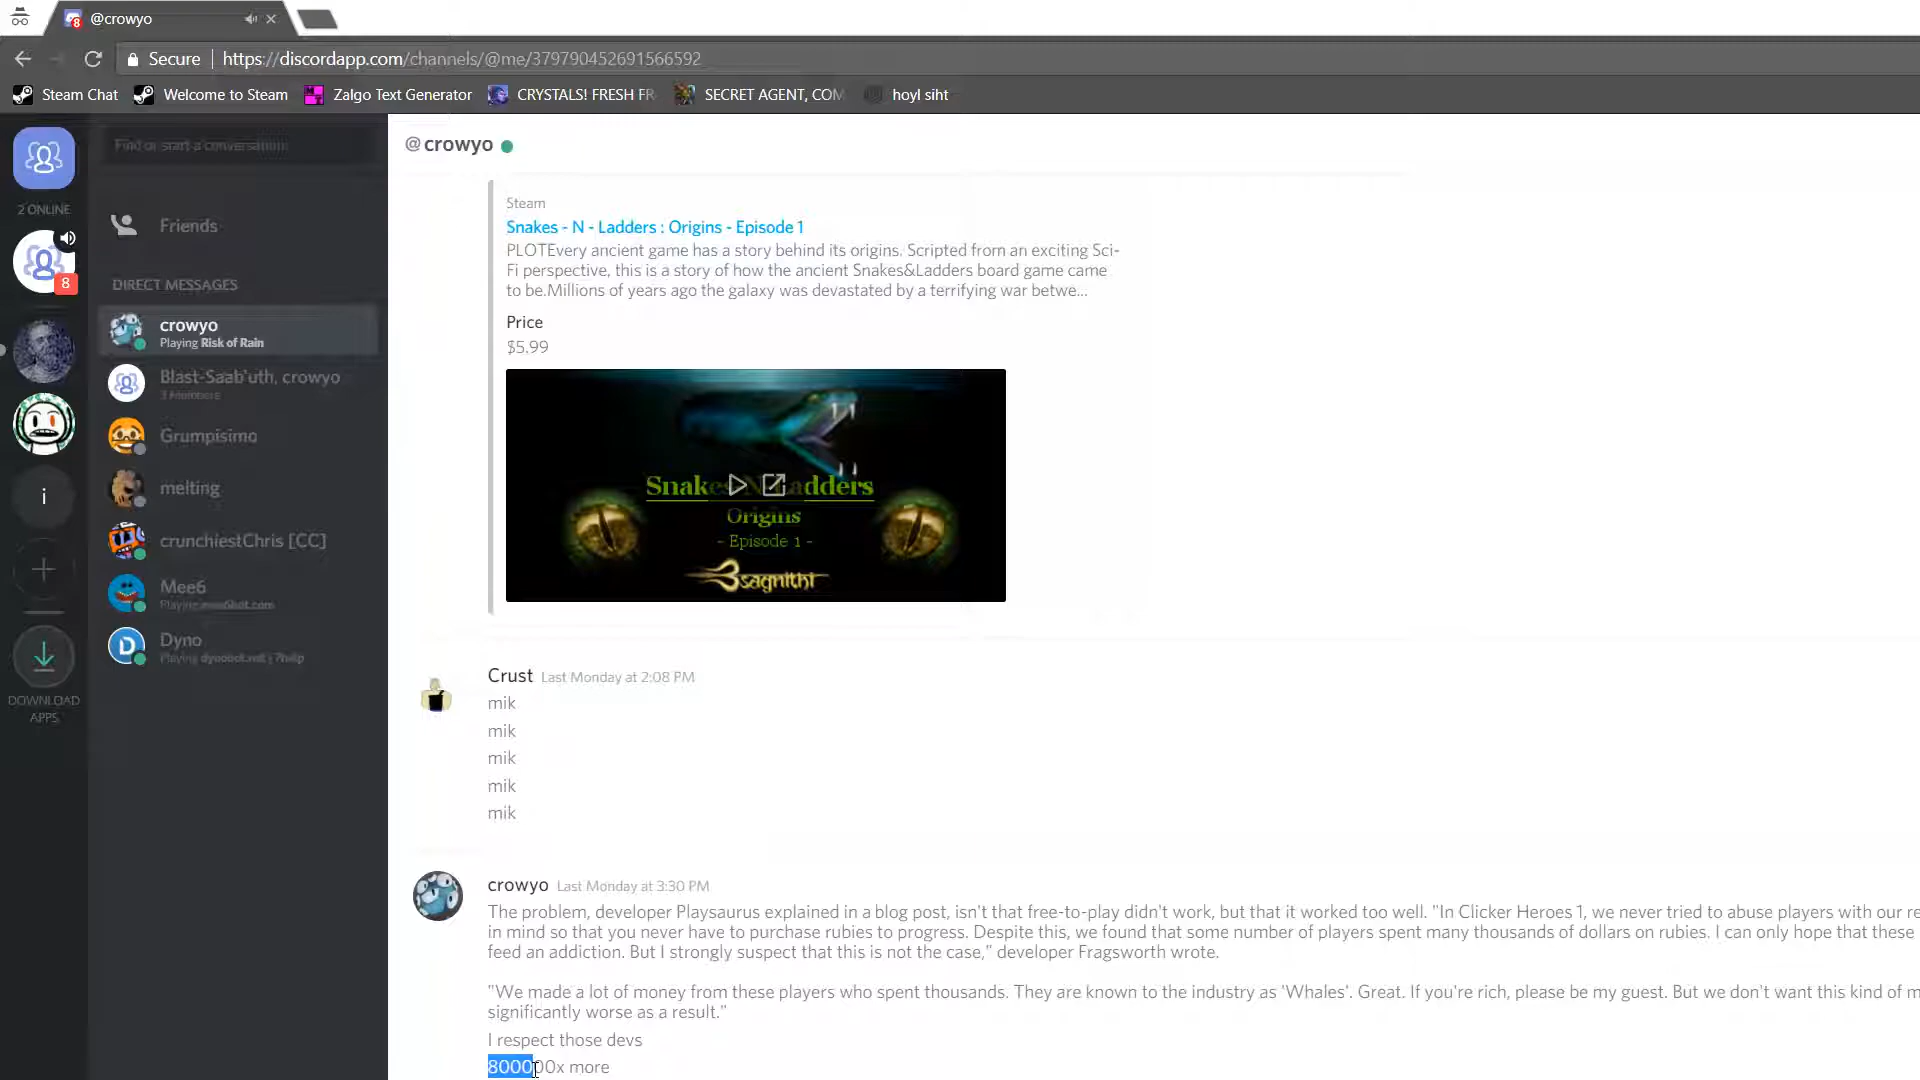 @crowyo
Secure https://discordapp.com/channels/@me/379790452691566592
Steam Chat Welcome to Steam Zalgo Text Generator CRYSTALS! FRESH FR SECRET AGENT, COM hoyl siht
Find or start a conversation
2 ONLINE
8
Friends
DIRECT MESSAGES
crowyo
Playing Risk of Rain
Blast-Saab'uth, crowyo
3 Members
Grumpisimo
melting
i
crunchiestChris [CC]
Mee6
Playing mee6bot.com
Dyno
DOWNLOAD
APPS
@crowyo
Steam
Snakes - N - Ladders : Origins - Episode 1
PLOTEvery ancient game has a story behind its origins. Scripted from an exciting Sci-
Fi perspective, this is a story of how the ancient Snakes&Ladders board game came
to be.Millions of years ago the galaxy was devastated by a terrifying war betwe...
Price
$5.99
Origins
- Episode 1 -
Crust Last Monday at 2:08 PM
mik
mik
mik
mik
mik
crowyo Last Monday at 3:30 PM
The problem, developer Playsaurus explained in a blog post, isn't that free-to-play didn't work, but that it worked too well. "In Clicker Heroes 1, we never tried to abuse players with our re
in mind so that you never have to purchase rubies to progress. Despite this, we found that some number of players spent many thousands of dollars on rubies. I can only hope that these
feed an addiction. But I strongly suspect that this is not the case," developer Fragsworth wrote.
"We made a lot of money from these players who spent thousands. They are known to the industry as 'Whales'. Great. If you're rich, please be my guest. But we don't want this kind of m
significantly worse as a result."
I respect those devs
800000x more